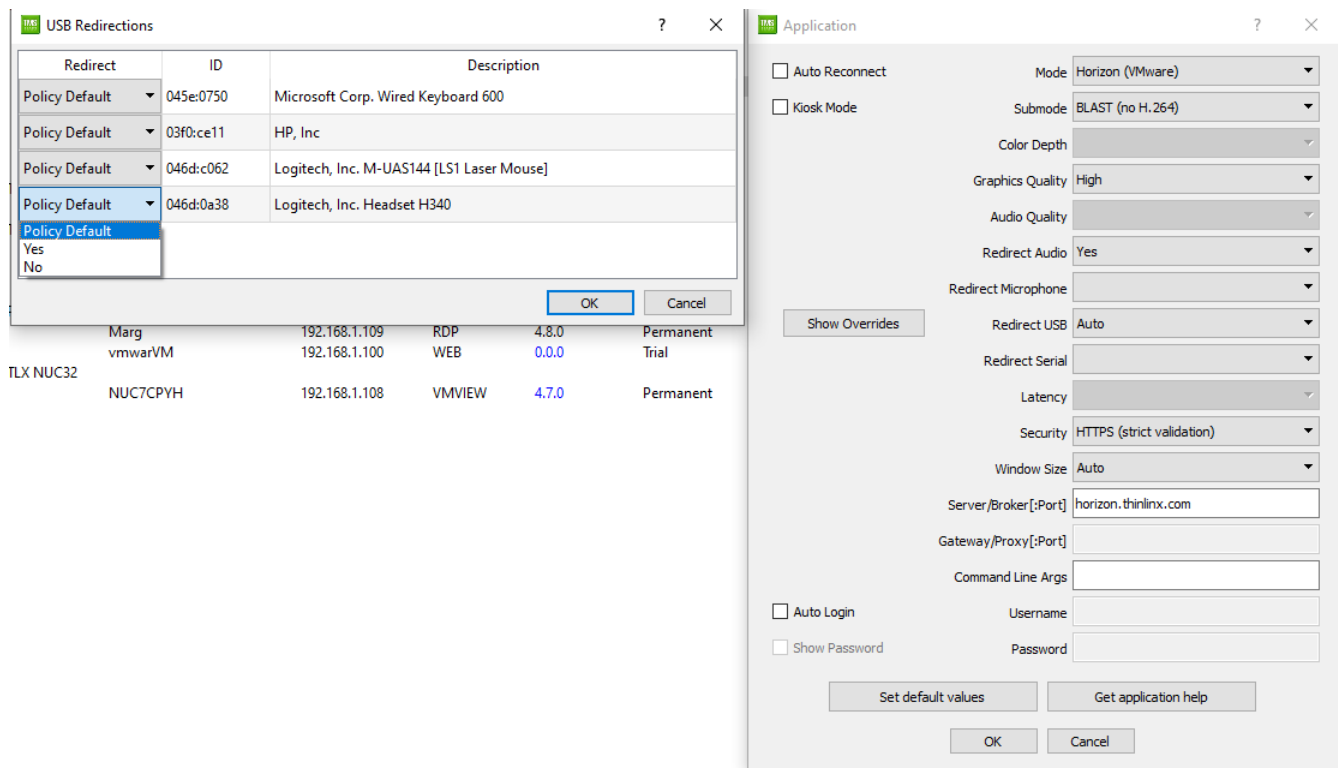 USB Redirections ? ×
Redirect ID Description
Policy Default 045e:0750 Microsoft Corp. Wired Keyboard 600
Policy Default 03f0:ce11 HP, Inc
Policy Default 046d:c062 Logitech, Inc. M-UAS144 [LS1 Laser Mouse]
Policy Default 046d:0a38 Logitech, Inc. Headset H340
Policy Default
Yes
No
OK Cancel
Marg 192.168.1.109 RDP 4.8.0 Permanent
vmwarVM 192.168.1.100 WEB 0.0.0 Trial
TLX NUC32
NUC7CPYH 192.168.1.108 VMVIEW 4.7.0 Permanent
Application ? ×
Auto Reconnect Mode Horizon (VMware)
Kiosk Mode Submode BLAST (no H.264)
Color Depth
Graphics Quality High
Audio Quality
Redirect Audio Yes
Redirect Microphone
Show Overrides Redirect USB Auto
Redirect Serial
Latency
Security HTTPS (strict validation)
Window Size Auto
Server/Broker[:Port] horizon.thinlinx.com
Gateway/Proxy[:Port]
Command Line Args
Auto Login Username
Show Password Password
Set default values Get application help
OK Cancel